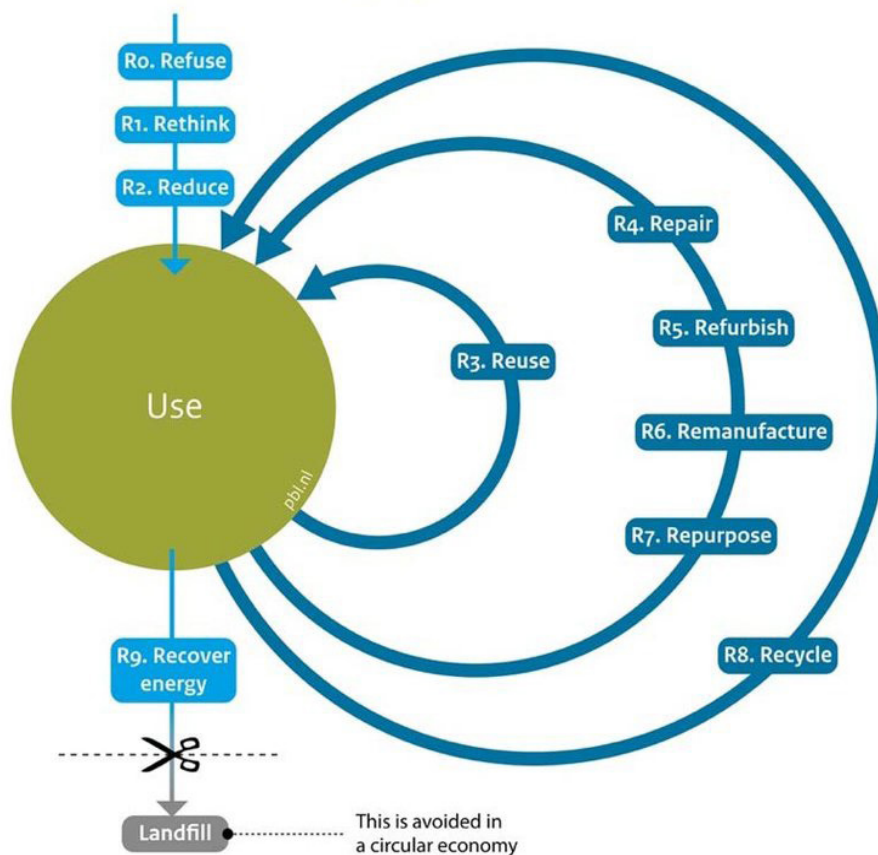 R0. Refuse
R1. Rethink
R2. Reduce
R4. Repair
R5. Refurbish
R3. Reuse
Use
R6. Remanufacture
pbl.nl
R7. Repurpose
R9. Recover
energy
R8. Recycle
Landfill
This is avoided in
a circular economy